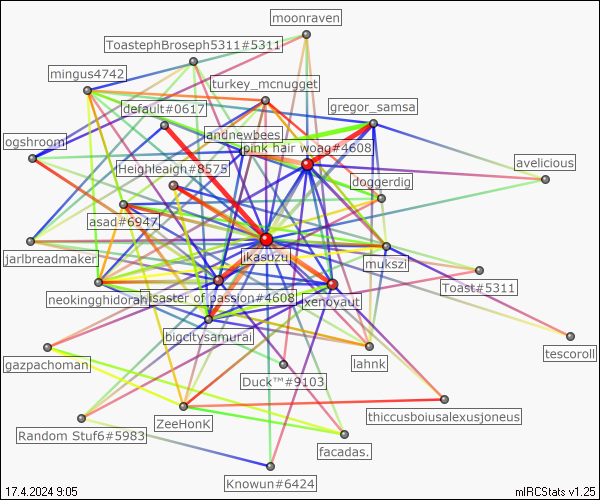 moonraven
ToastephBroseph5311#5311
mingus4742
turkey_mcnugget
default#0617
gregor_samsa
andnewbees
ogshroom
pink hair woag#4608
avelicious
Heighleaigh#8575
doggerdig
asad#6947
jarlbreadmaker
ikasuzu
mukszi
Toast#5311
neokingghidorah
isaster of passion#4608
xenoyaut
bigcitysamurai
tescoroll
gazpachoman
lahnk
Duck™#9103
thiccusboiusalexusjoneus
ZeeHonK
Random Stuf6#5983
facadas.
Knowun#6424
17.4.2024 9:05
mIRCStats v1.25